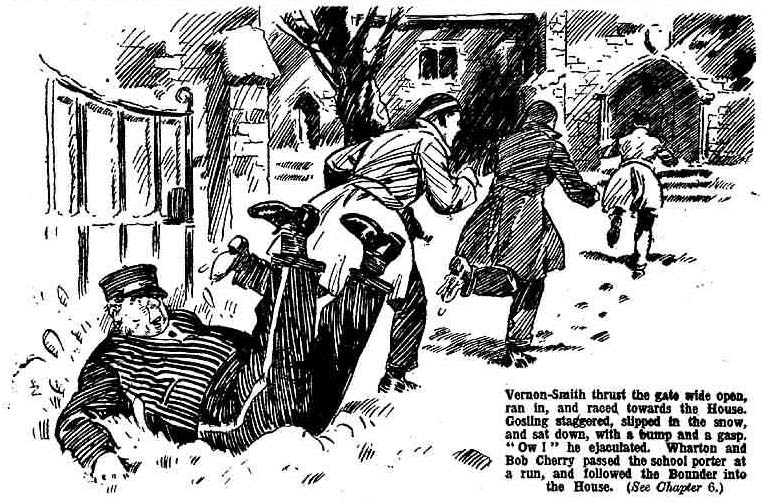 Vernon-Smith thrust the gate wide open,
ran in, and raced towards the House.
Gosling staggered, slipped in the snow,
and sat down, with a bump and a gasp.
"Ow!" he ejaculated. Wharton and
Bob Cherry passed the school porter at
a run, and followed the Bounder into
the House. (See Chapter 6.)